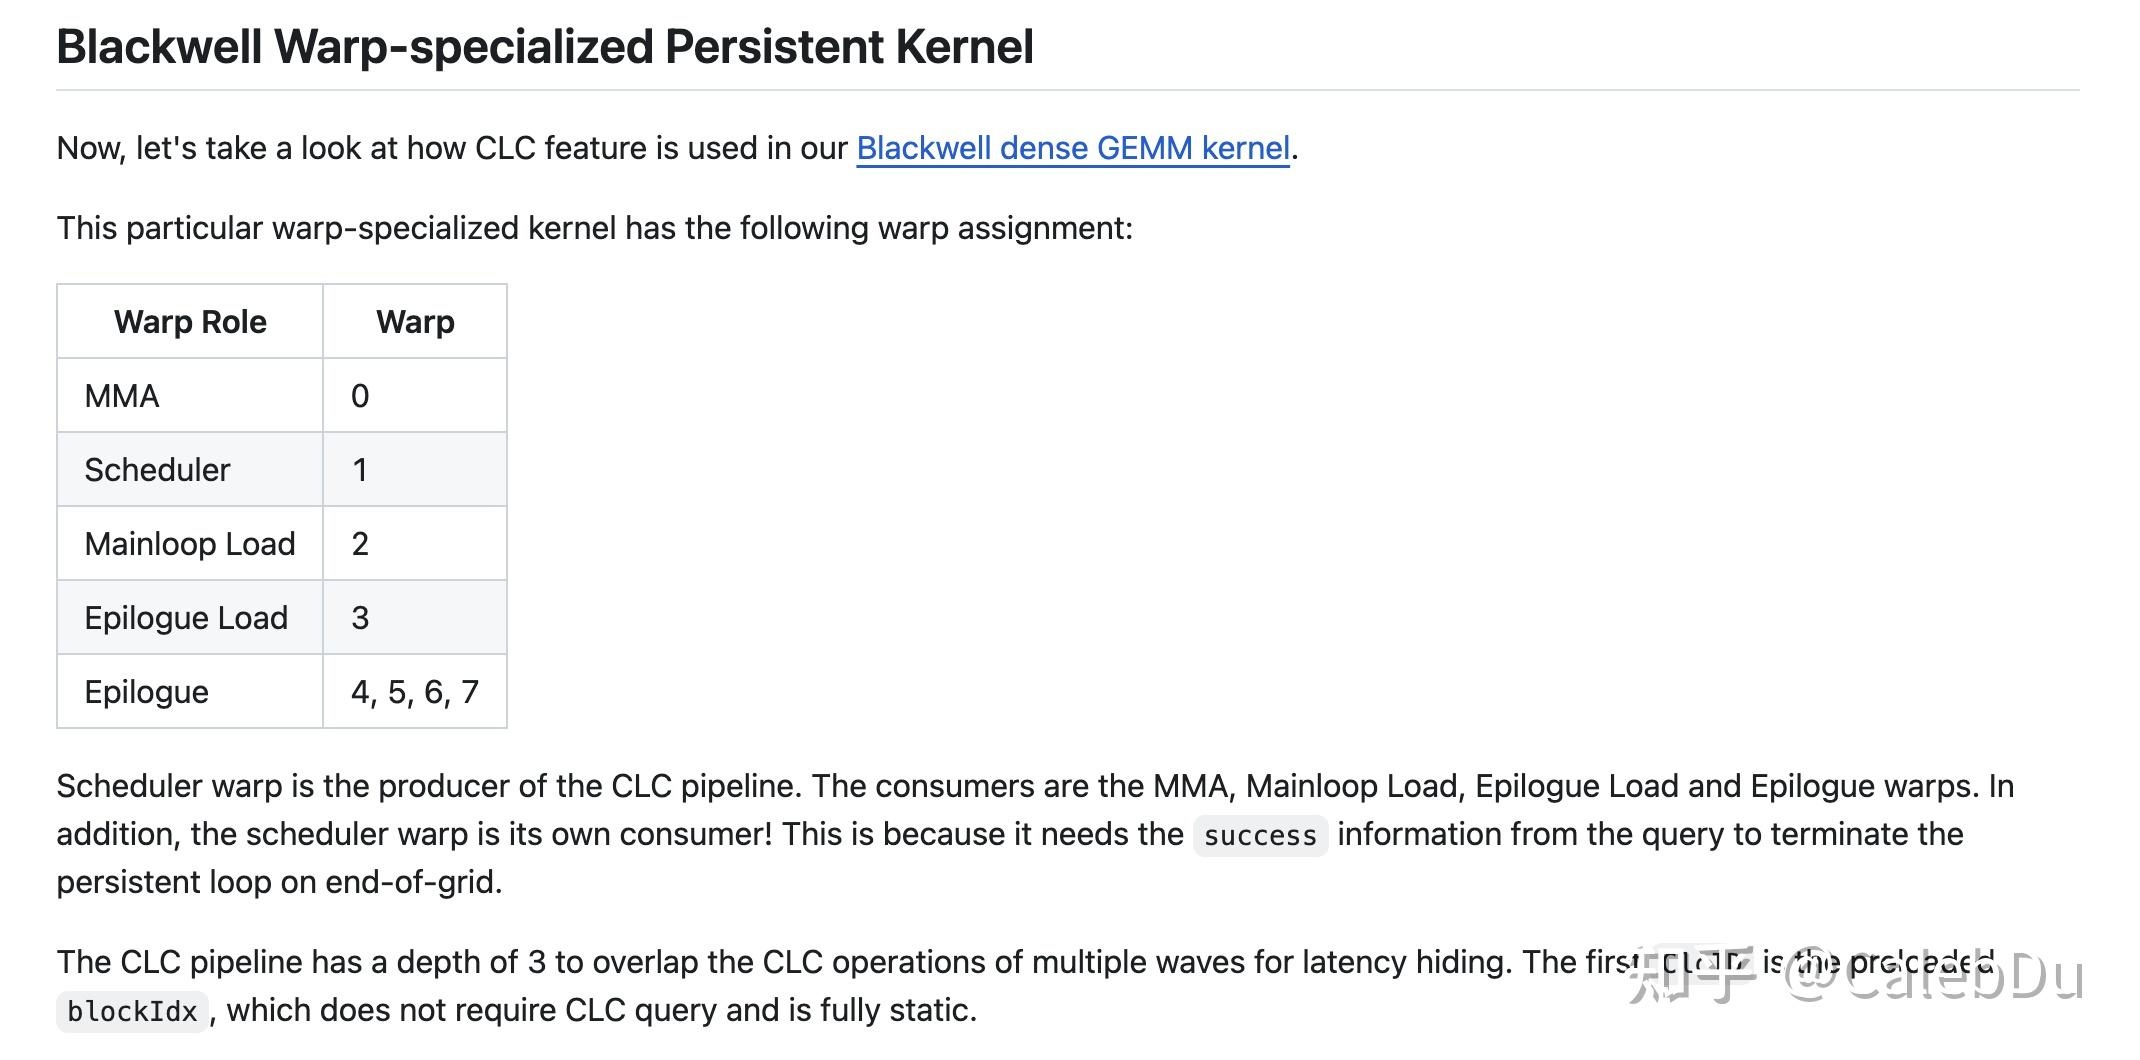 Blackwell Warp-specialized Persistent Kernel
Now, let's take a look at how CLC feature is used in our Blackwell dense GEMM kernel.
This particular warp-specialized kernel has the following warp assignment:
Warp Role Warp
MMA 0
Scheduler 1
Mainloop Load 2
Epilogue Load 3
Epilogue 4, 5, 6, 7
Scheduler warp is the producer of the CLC pipeline. The consumers are the MMA, Mainloop Load, Epilogue Load and Epilogue warps. In
addition, the scheduler warp is its own consumer! This is because it needs the success information from the query to terminate the
persistent loop on end-of-grid.
The CLC pipeline has a depth of 3 to overlap the CLC operations of multiple waves for latency hiding. The first ClcID is the preloaded
blockIdx , which does not require CLC query and is fully static.
知乎 @CalebDu